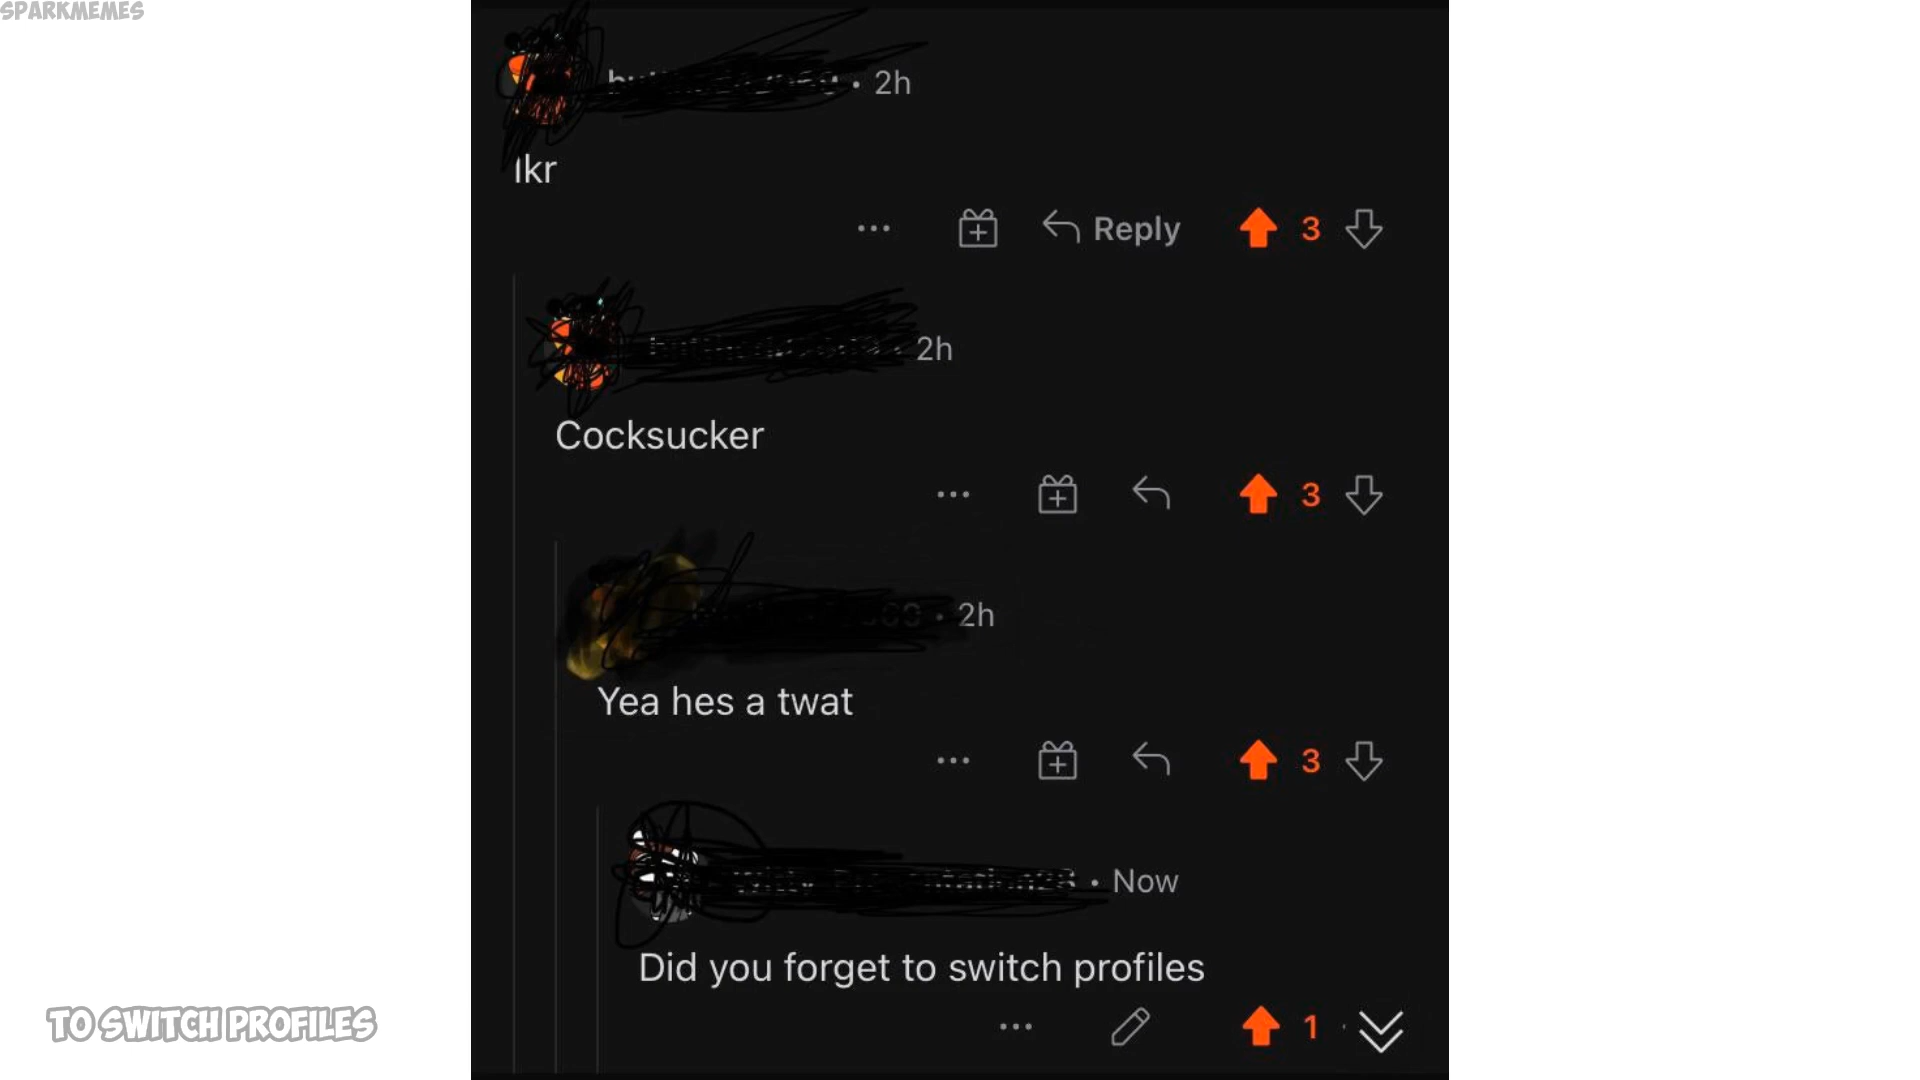 SPARKMEMES
• 2h
Ikr
Reply 3
2h
Cocksucker
3
• 2h
Yea hes a twat
3
• Now
Did you forget to switch profiles
1
TO SWITCH PROFILES